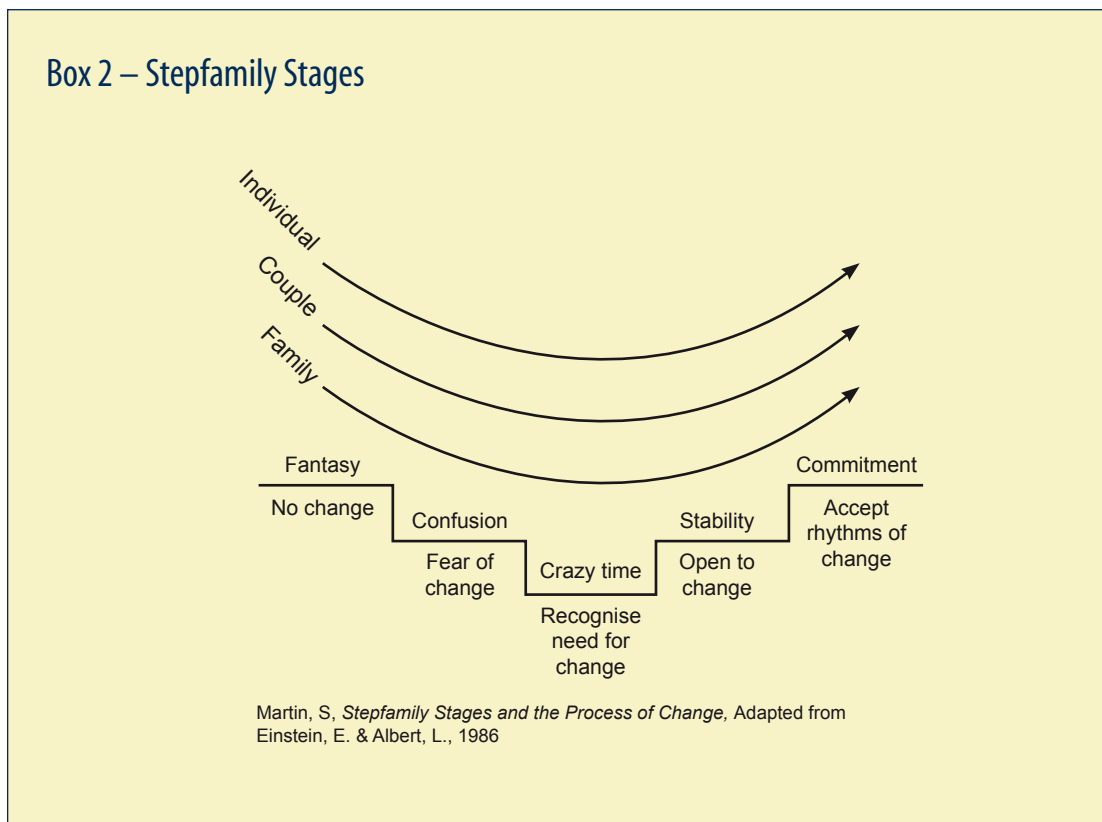 Box 2 – Stepfamily Stages
Individual
Couple
Family
Fantasy
No change
Confusion
Fear of
change
Crazy time
Recognise
need for
change
Stability
Open to
change
Commitment
Accept
rhythms of
change
Martin, S, Stepfamily Stages and the Process of Change, Adapted from
Einstein, E. & Albert, L., 1986